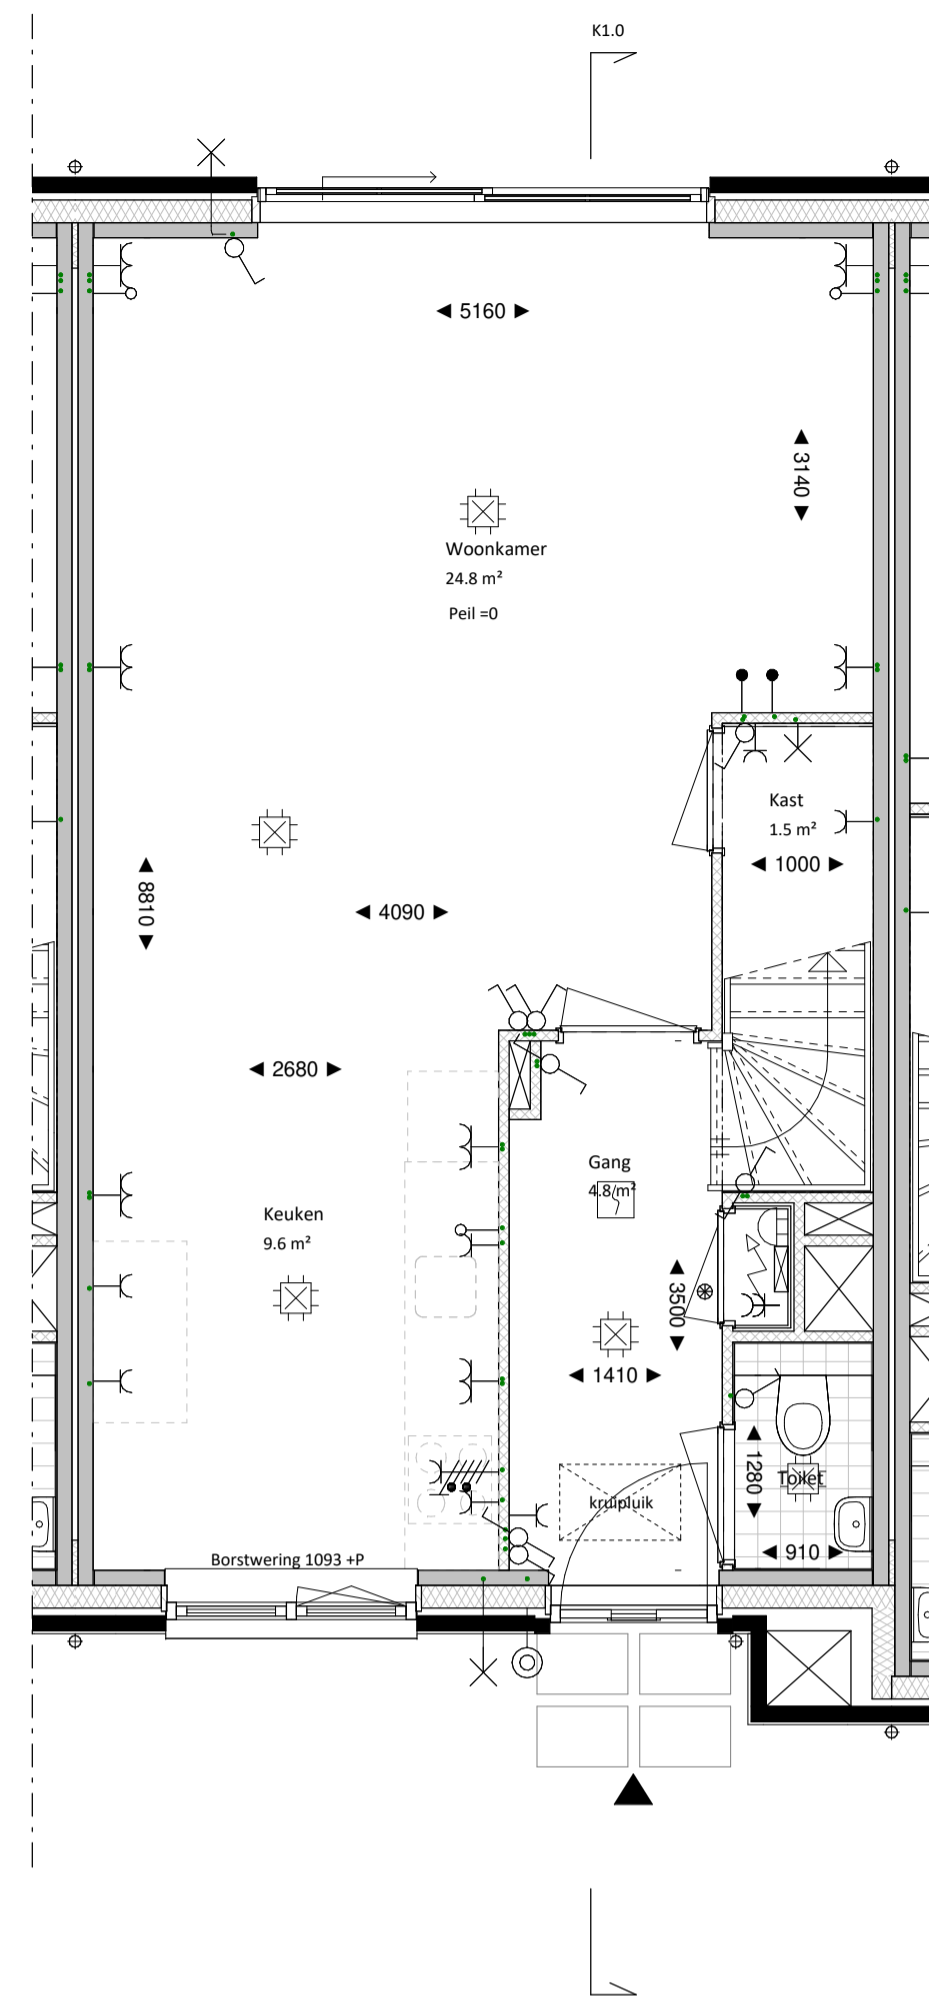 K1.0
◄ 5160 ►
◄ 3140 ►
Woonkamer
24.8 m²
Peil =0
Kast
1.5 m²
◄ 1000 ►
◄ 8810 ►
◄ 4090 ►
◄ 2680 ►
Gang
4.8 m²
Keuken
9.6 m²
◄ 3500 ►
◄ 1410 ►
◄ 1280 ►
Toilet
kruipluik
◄ 910 ►
Borstwering 1093 +P